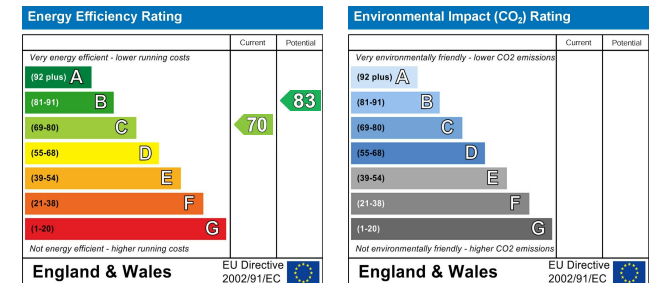 Energy Efficiency Rating
Current Potential
Very energy efficient - lower running costs
(92 plus) A
(81-91) B
83
(69-80) C
70
(55-68) D
(39-54) E
(21-38) F
(1-20) G
Not energy efficient - higher running costs
England & Wales
EU Directive
2002/91/EC
Environmental Impact (CO₂) Rating
Current Potential
Very environmentally friendly - lower CO2 emissions
(92 plus) A
(81-91) B
(69-80) C
(55-68) D
(39-54) E
(21-38) F
(1-20) G
Not environmentally friendly - higher CO2 emissions
England & Wales
EU Directive
2002/91/EC